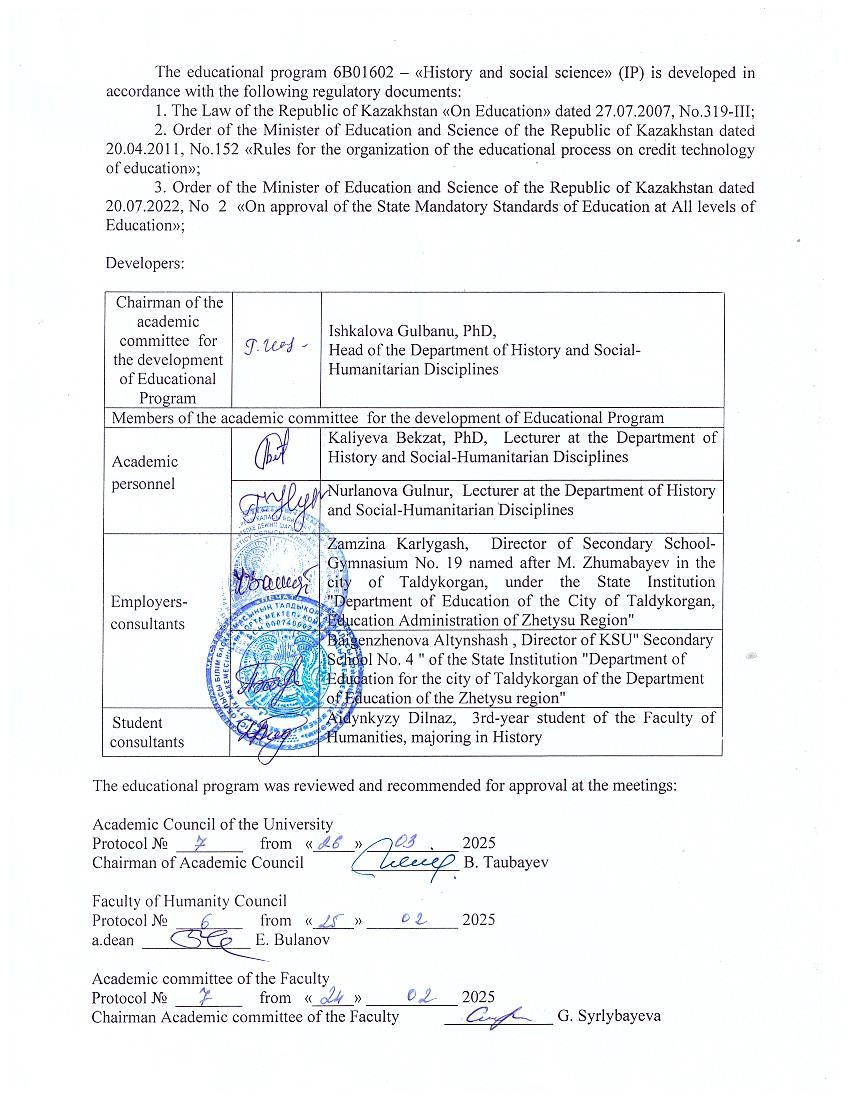 The educational program 6B01602 – «History and social science» (IP) is developed in
accordance with the following regulatory documents:
1. The Law of the Republic of Kazakhstan «On Education» dated 27.07.2007, No.319-III;
2. Order of the Minister of Education and Science of the Republic of Kazakhstan dated
20.04.2011, No.152 «Rules for the organization of the educational process on credit technology
of education»;
3. Order of the Minister of Education and Science of the Republic of Kazakhstan dated
20.07.2022, No 2 «On approval of the State Mandatory Standards of Education at All levels of
Education»;
Developers:
Chairman of the
academic
committee for
the development
of Educational
Program
Ishkalova Gulbanu, PhD,
Head of the Department of History and Social-
Humanitarian Disciplines
Members of the academic committee for the development of Educational Program
Academic
personnel
Kaliyeva Bekzat, PhD, Lecturer at the Department of
History and Social-Humanitarian Disciplines
Nurlanova Gulnur, Lecturer at the Department of History
and Social-Humanitarian Disciplines
Employers-
consultants
Zamzina Karlygash, Director of Secondary School-
Gymnasium No. 19 named after M. Zhumabayev in the
city of Taldykorgan, under the State Institution
"Department of Education of the City of Taldykorgan,
Education Administration of Zhetysu Region"
Baigenzhenova Altynshash , Director of KSU" Secondary
School No. 4 " of the State Institution "Department of
Education for the city of Taldykorgan of the Department
of Education of the Zhetysu region"
Student
consultants
Aidynkyzy Dilnaz, 3rd-year student of the Faculty of
Humanities, majoring in History
The educational program was reviewed and recommended for approval at the meetings:
Academic Council of the University
Protocol № 7 from «26» 03. 2025
Chairman of Academic Council B. Taubayev
Faculty of Humanity Council
Protocol № 6 from «25» 02 2025
a.dean E. Bulanov
Academic committee of the Faculty
Protocol № 7 from «24» 02 2025
Chairman Academic committee of the Faculty G. Syrlybayeva